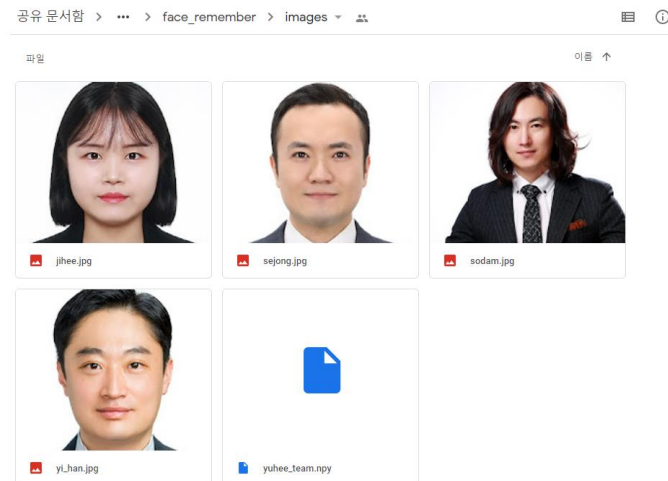 공유 문서함 > ••• > face_remember > images
파일 이름 ↑
jihee.jpg sejong.jpg sodam.jpg
yi_han.jpg yuhee_team.npy